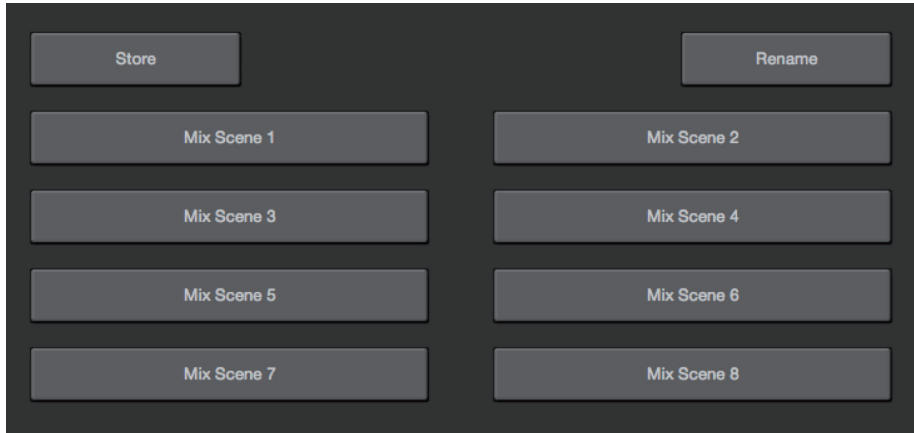 Store Rename
Mix Scene 1 Mix Scene 2
Mix Scene 3 Mix Scene 4
Mix Scene 5 Mix Scene 6
Mix Scene 7 Mix Scene 8